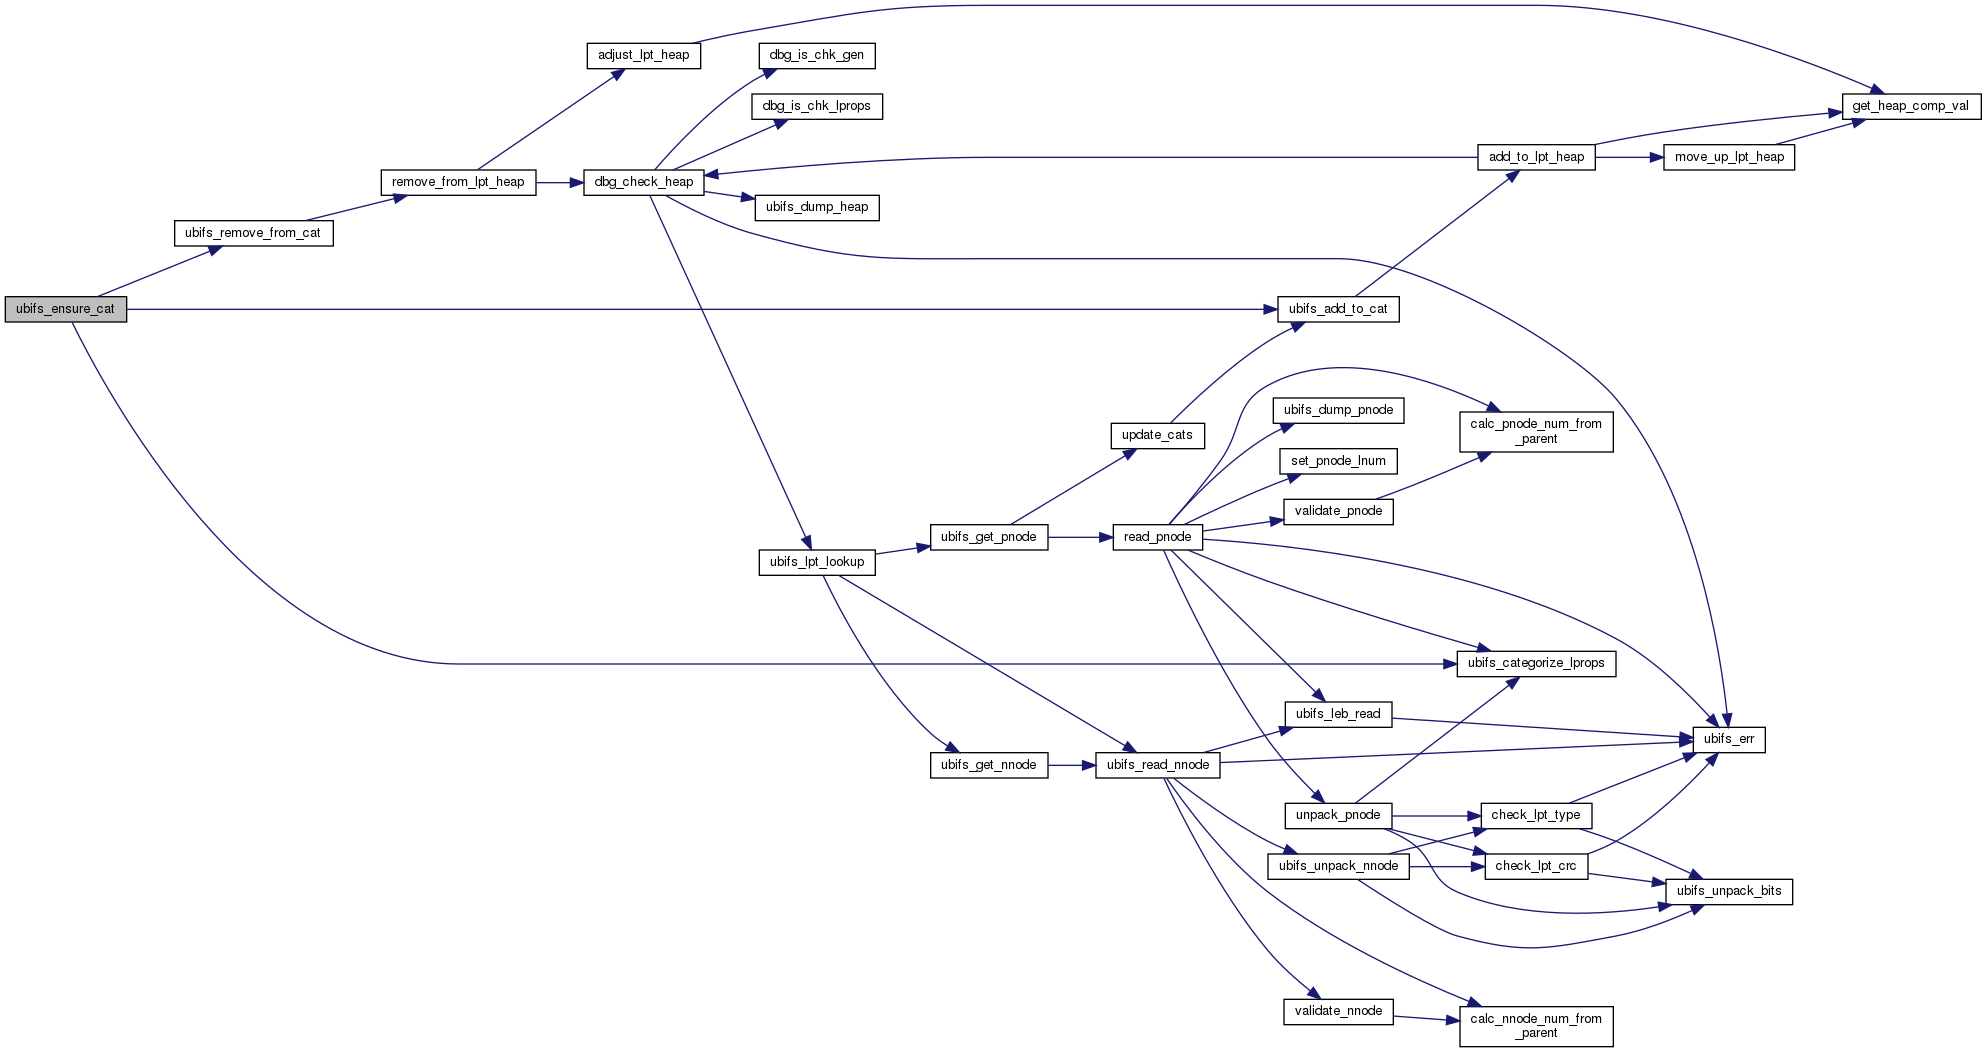 adjust_lpt_heap
dbg_is_chk_gen
dbg_is_chk_lprops
get_heap_comp_val
add_to_lpt_heap
move_up_lpt_heap
remove_from_lpt_heap
dbg_check_heap
ubifs_dump_heap
ubifs_remove_from_cat
ubifs_ensure_cat
ubifs_add_to_cat
ubifs_dump_pnode
calc_pnode_num_from
_parent
update_cats
set_pnode_lnum
validate_pnode
ubifs_get_pnode
read_pnode
ubifs_lpt_lookup
ubifs_categorize_lprops
ubifs_leb_read
ubifs_err
ubifs_get_nnode
ubifs_read_nnode
unpack_pnode
check_lpt_type
ubifs_unpack_nnode
check_lpt_crc
ubifs_unpack_bits
validate_nnode
calc_nnode_num_from
_parent